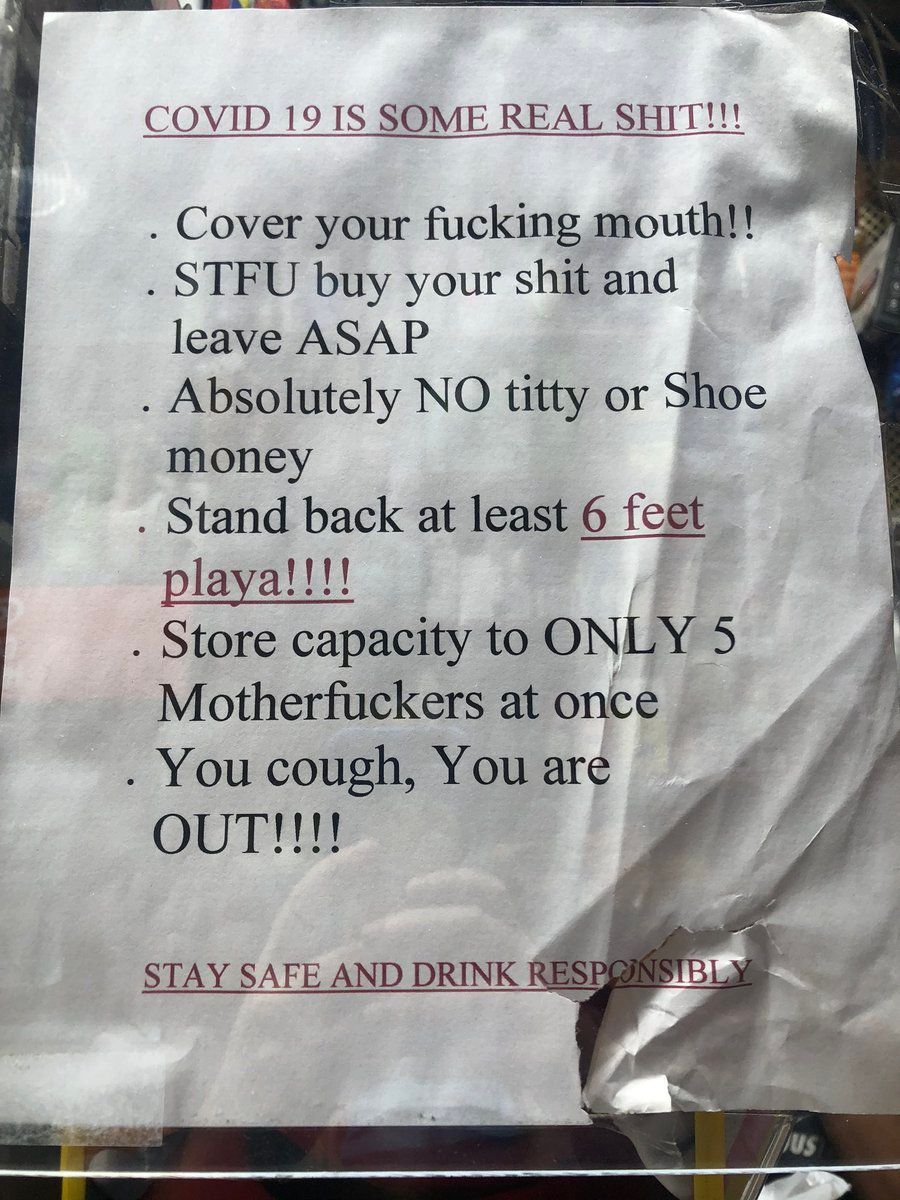 COVID 19 IS SOME REAL SHIT!!!
. Cover your fucking mouth!!
. STFU buy your shit and
leave ASAP
. Absolutely NO titty or Shoe
money
. Stand back at least 6 feet
playa!!!!
. Store capacity to ONLY 5
Motherfuckers at once
. You cough, You are
OUT!!!!
STAY SAFE AND DRINK RESPONSIBLY